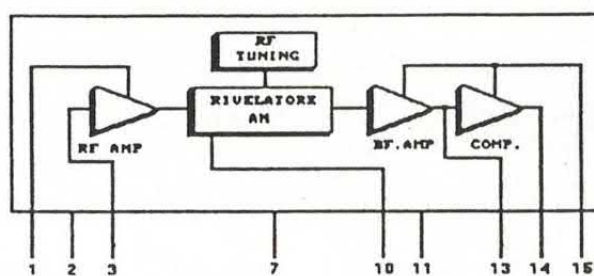 RF
TUNING
RIVELATORE
AM
RF AMP
BF.AMP
COMP.
1 2 3 7 10 11 13 14 15